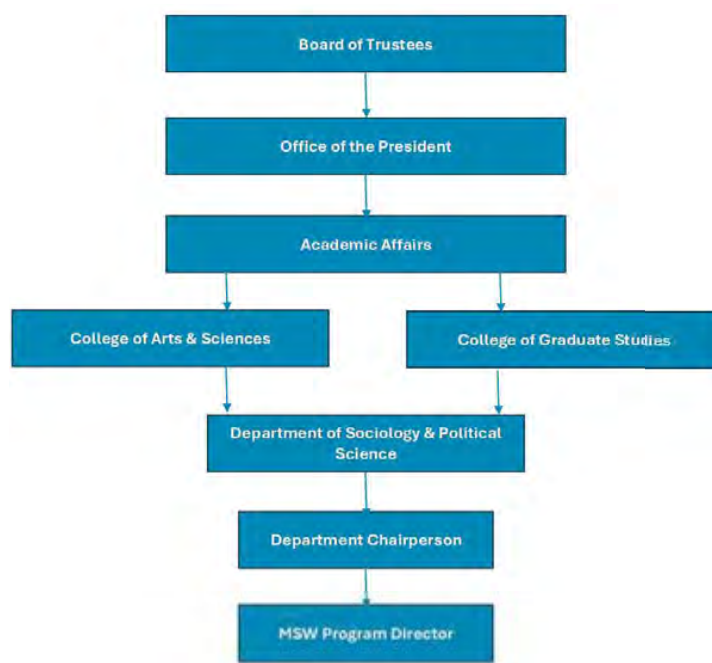 Board of Trustees
Office of the President
Academic Affairs
College of Arts & Sciences
College of Graduate Studies
Department of Sociology & Political
Science
Department Chairperson
MSW Program Director